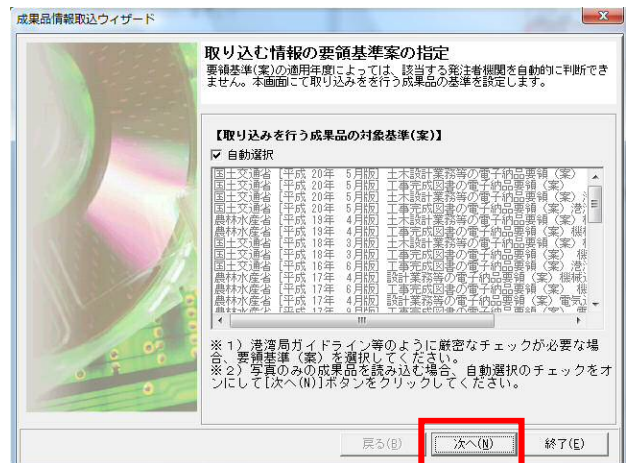 成果品情報取込ウィザード
取り込む情報の要領基準案の指定
要領基準(案)の適用年度によっては、該当する発注者機関を自動的に判断でき
ません。本画面にて取り込みをを行う成果品の基準を設定します。
【取り込みを行う成果品の対象基準(案)】
自動選択
国土交通省 [平成 20年 5月版] 土木設計業務等の電子納品要領(案)
国土交通省 [平成 20年 5月版] 工事完成図書の電子納品要領(案)
国土交通省 [平成 20年 5月版] 土木設計業務等の電子納品要領(案)
国土交通省 [平成 20年 5月版] 工事完成図書の電子納品要領(案)
農林水産省 [平成 19年 4月版] 土木設計業務等の電子納品要領(案)
農林水産省 [平成 19年 4月版] 工事完成図書の電子納品要領(案) 機
国土交通省 [平成 18年 3月版] 土木設計業務等の電子納品要領(案)
国土交通省 [平成 18年 3月版] 工事完成図書の電子納品要領(案) 機
国土交通省 [平成 16年 6月版] 工事完成図書の電子納品要領(案) 港
農林水産省 [平成 17年 4月版] 設計業務等の電子納品要領(案) 機械
農林水産省 [平成 17年 4月版] 工事完成図書の電子納品要領(案) 機
農林水産省 [平成 17年 4月版] 設計業務等の電子納品要領(案) 電気
※1)港湾局ガイドライン等のように厳密なチェックが必要な場
合、要領基準(案)を選択してください。
※2)写真のみの成果品を読み込む場合、自動選択のチェックをオ
ンにして[次へ(N)]ボタンをクリックしてください。
戻る(B) 次へ(N) 終了(E)